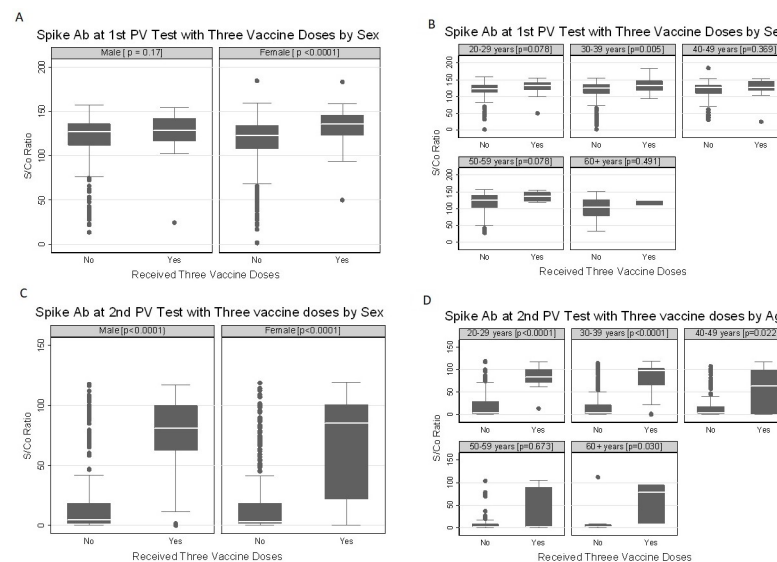 A
Spike Ab at 1st PV Test with Three Vaccine Doses by Sex
Male [ p = 0.17]
Female [p <0.0001]
S/Co Ratio
200
150
100
50
0
No
Yes
No
Yes
Received Three Vaccine Doses
B
Spike Ab at 1st PV Test with Three Vaccine Doses by Se
20-29 years [p=0.078]
30-39 years [p=0.005]
40-49 years [p=0.369]
S/Co Ratio
200
150
100
50
0
No
Yes
No
Yes
No
Yes
50-59 years [p=0.078]
60+ years [p=0.491]
200
150
100
50
0
No
Yes
No
Yes
Received Three Vaccine Doses
C
Spike Ab at 2nd PV Test with Three vaccine doses by Sex
Male [p<0.0001]
Female [p<0.0001]
S/Co Ratio
150
100
50
0
No
Yes
No
Yes
Received Three Vaccine Doses
D
Spike Ab at 2nd PV Test with Three vaccine doses by Ag
20-29 years [p<0.0001]
30-39 years [p<0.0001]
40-49 years [p=0.022
S/Co Ratio
150
100
50
0
No
Yes
No
Yes
No
Yes
50-59 years [p=0.673]
60+ years [p=0.030]
150
100
50
0
No
Yes
No
Yes
Received Threee Vaccine Doses